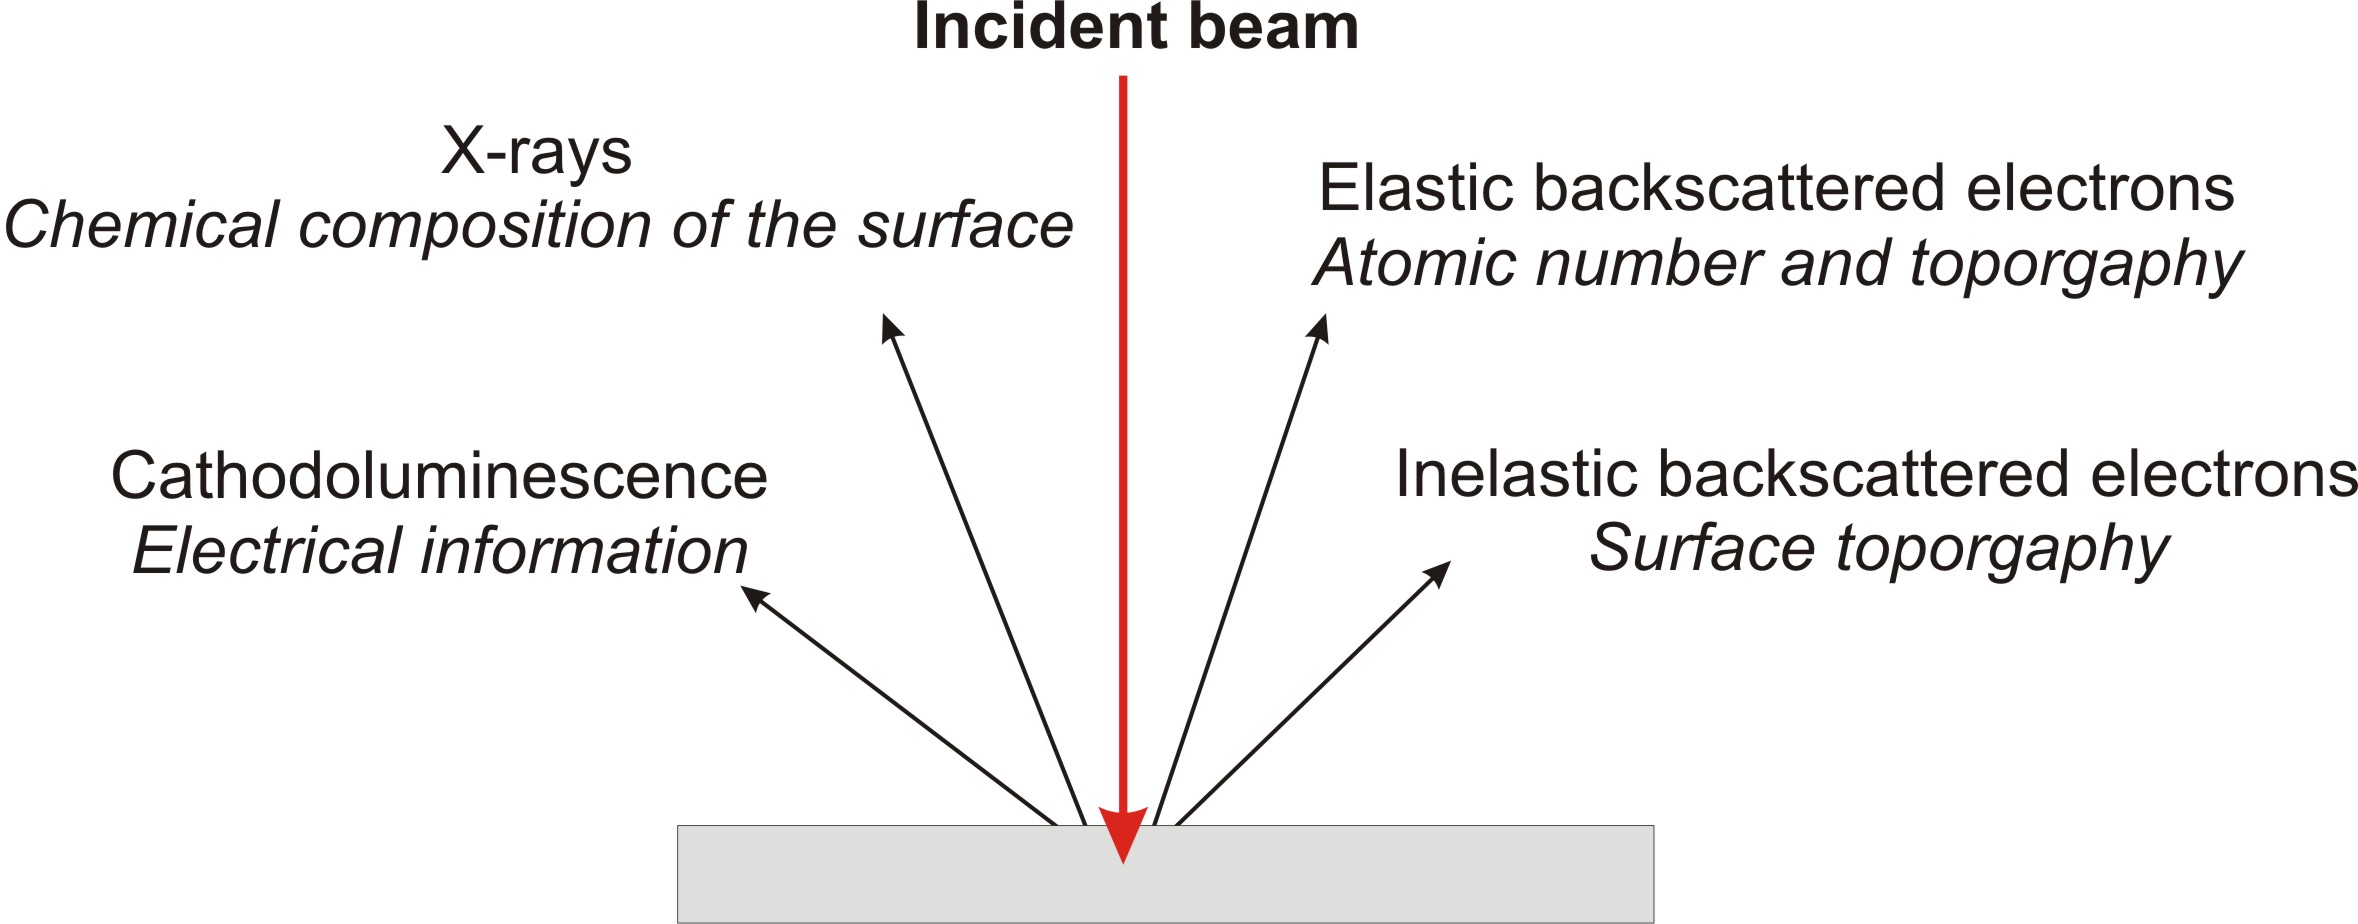 Incident beam
X-rays
Chemical composition of the surface
Elastic backscattered electrons
Atomic number and toporgaphy
Cathodoluminescence
Electrical information
Inelastic backscattered electrons
Surface toporgaphy